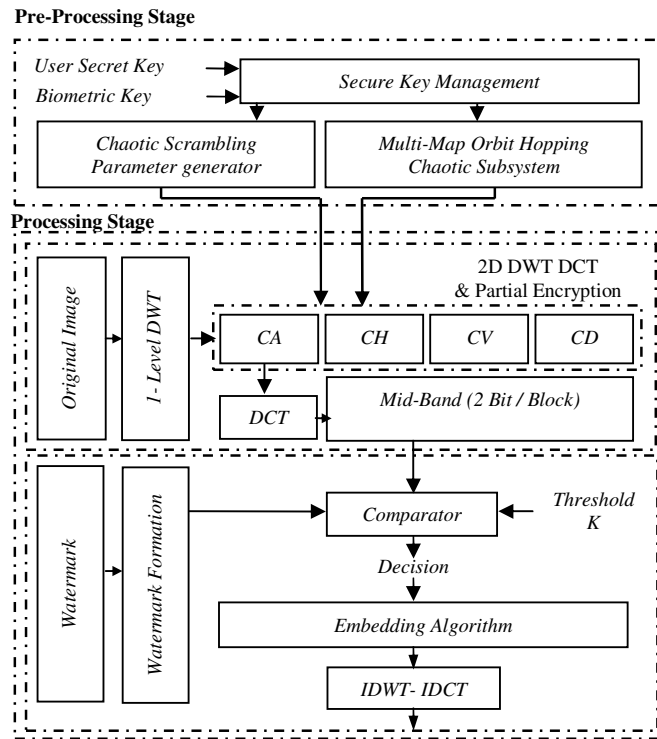 Pre-Processing Stage
User Secret Key
Biometric Key
Secure Key Management
Chaotic Scrambling
Parameter generator
Multi-Map Orbit Hopping
Chaotic Subsystem
Processing Stage
Original Image
1- Level DWT
2D DWT DCT
& Partial Encryption
CA
CH
CV
CD
DCT
Mid-Band (2 Bit / Block)
Watermark
Watermark Formation
Comparator
Threshold
K
Decision
Embedding Algorithm
IDWT- IDCT